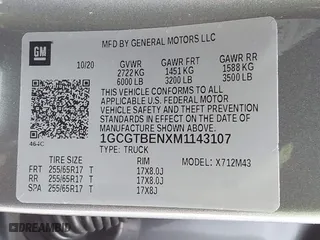 GM
MFD BY GENERAL MOTORS LLC
10/20 GVWR GAWR FRT GAWR RR
2722 KG 1451 KG 1588 KG
6000 LB 3200 LB 3500 LB
THIS VEHICLE CONFORMS TO ALL
APPLICABLE U.S. FEDERAL MOTOR
VEHICLE SAFETY AND THEFT PREVENTION
STANDARDS IN EFFECT ON THE DATE OF
MANUFACTURE SHOWN ABOVE.
1GCGTBENXM1143107
TYPE: TRUCK
MODEL: X712M43
TIRE SIZE RIM
FRT 255/65R17 T 17X8.0J
RR 255/65R17 T 17X8.0J
SPA 255/65R17 T 17X8J